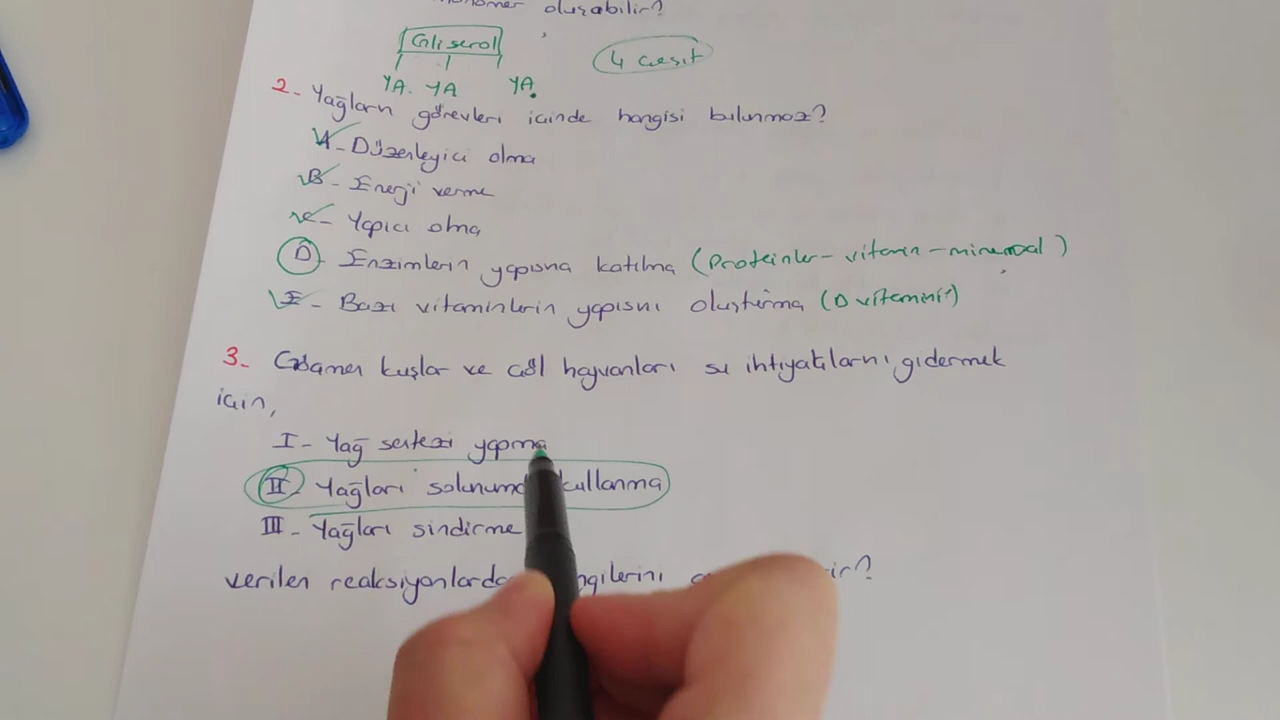 oluşabilir?
Gliserol
4 çeşit
YA. YA YA.
2- Yağların görevleri içinde hangisi bulunmaz?
A- Düzenleyici olma
B- Enerji verme
C- Yapıcı olma
D- Enzimlerin yapısına katılma (Proteinler - vitamin - mineral)
E- Bazı vitaminlerin yapısını oluşturma (D vitamini)
3- Göçmen kuşlar ve çöl hayvanları su ihtiyaçlarını gidermek
için,
I- Yağ sentezi yapma
II- Yağları solunumda kullanma
III- Yağları sindirme
verilen reaksiyonlardan